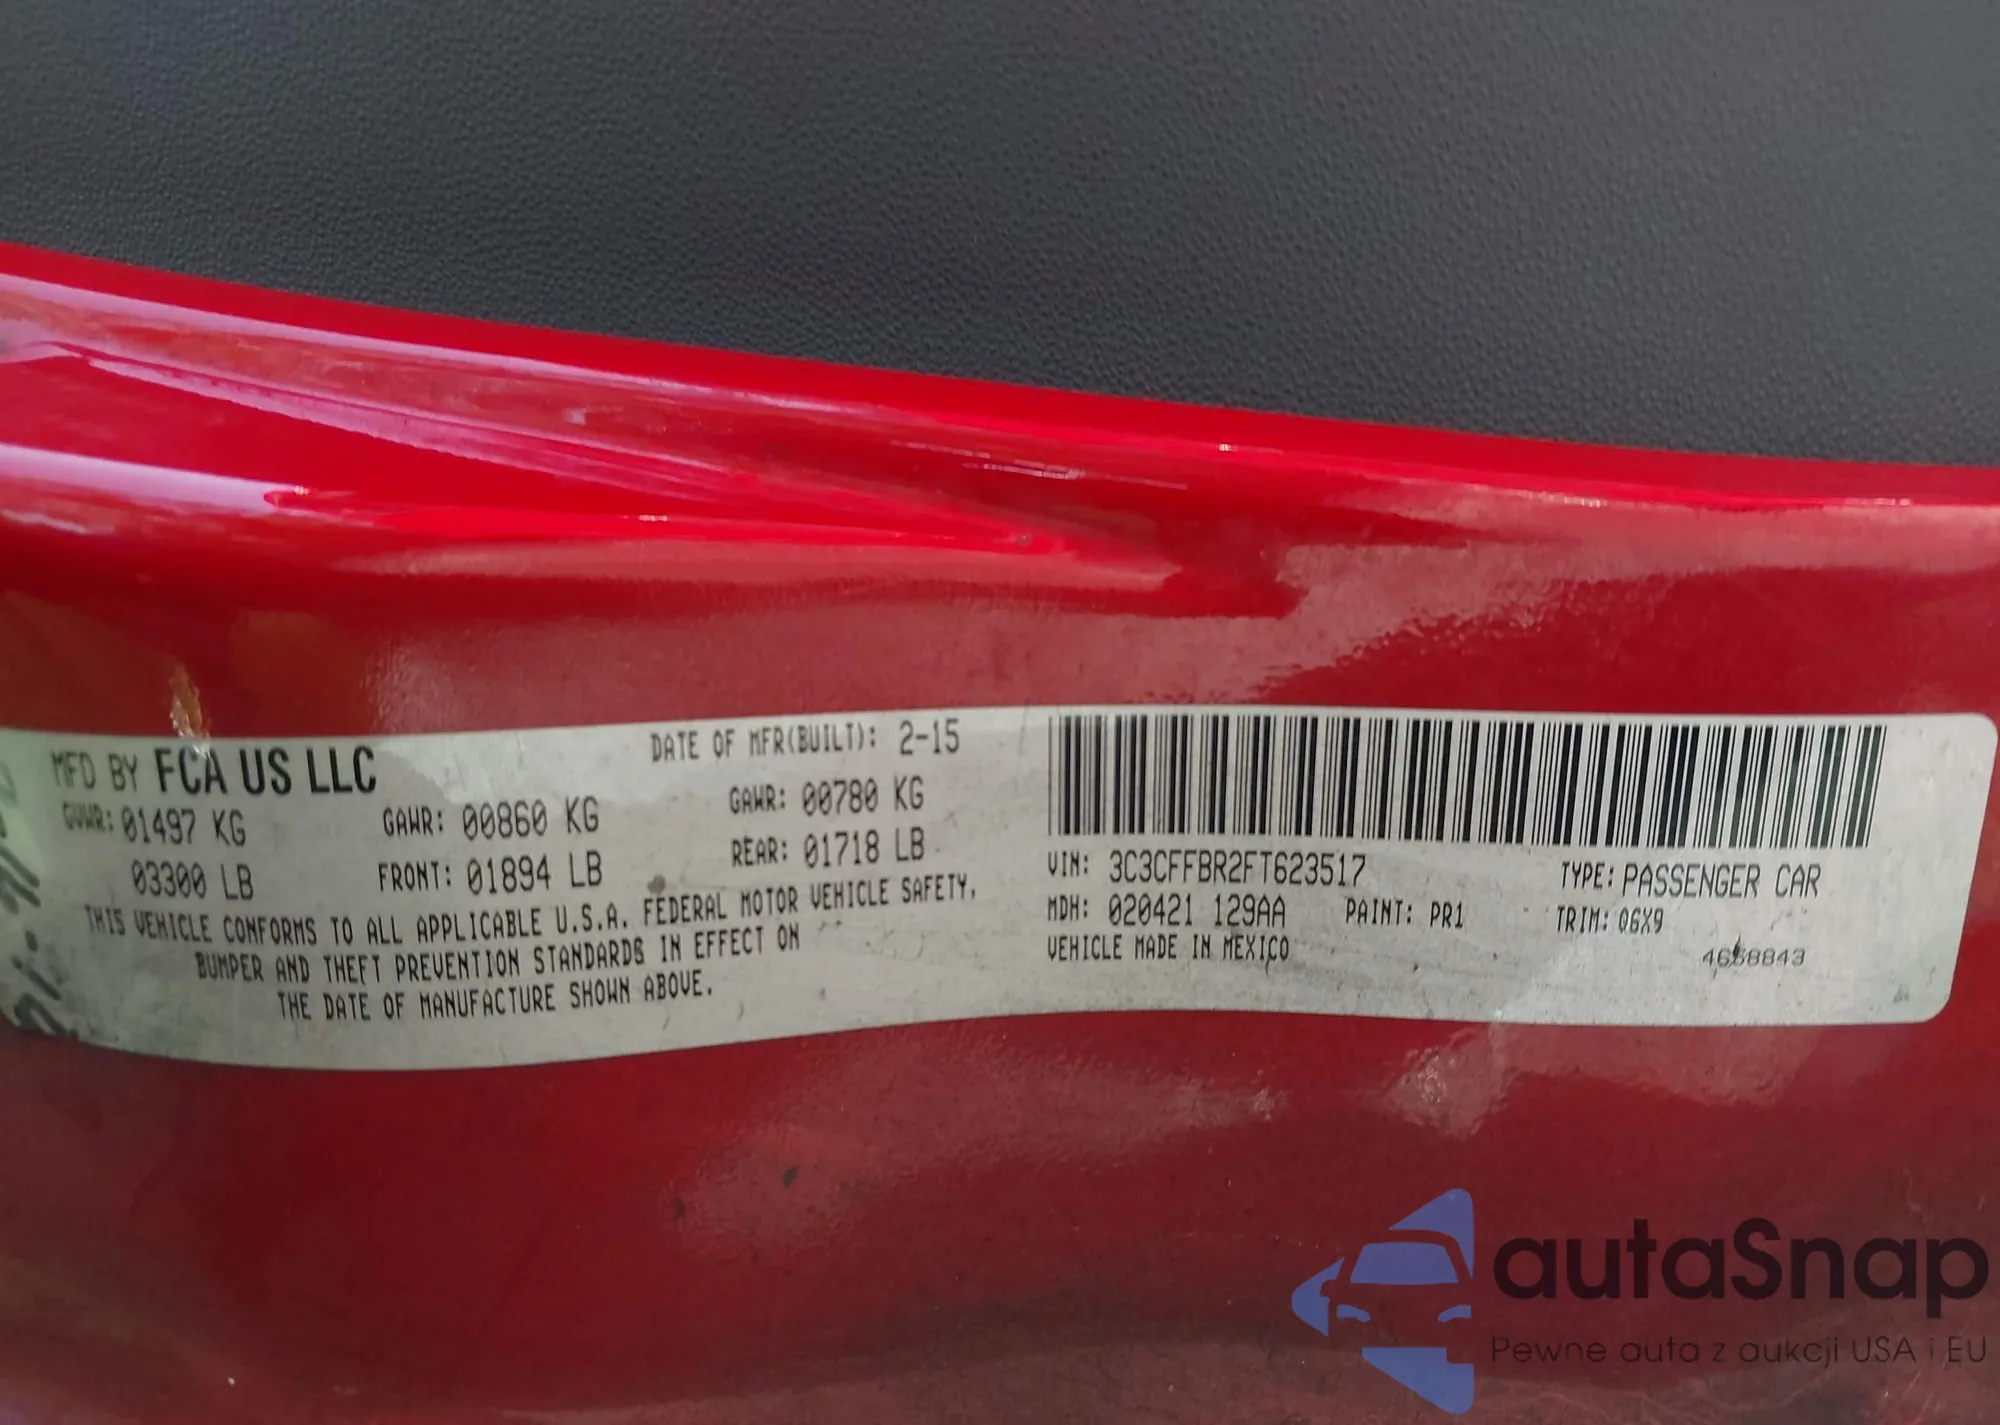 MFD BY FCA US LLC
DATE OF MFR(BUILT): 2-15
GVWR: 01497 KG
03300 LB
GAWR: 00860 KG
FRONT: 01894 LB
GAWR: 00780 KG
REAR: 01718 LB
THIS VEHICLE CONFORMS TO ALL APPLICABLE U.S.A. FEDERAL MOTOR VEHICLE SAFETY,
BUMPER AND THEFT PREVENTION STANDARDS IN EFFECT ON
THE DATE OF MANUFACTURE SHOWN ABOVE.
VIN: 3C3CFFBR2FT623517
TYPE: PASSENGER CAR
MDH: 020421 129AA
PAINT: PR1
TRIM: Q6X9
VEHICLE MADE IN MEXICO
autaSnap
Pewne auta z aukcji USA i EU